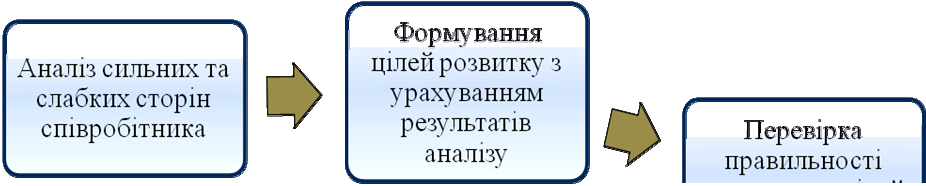 Аналіз сильних та
слабких сторін
співробітника
Формування
цілей розвитку з
урахуванням
результатів
аналізу
Перевірка
правильності